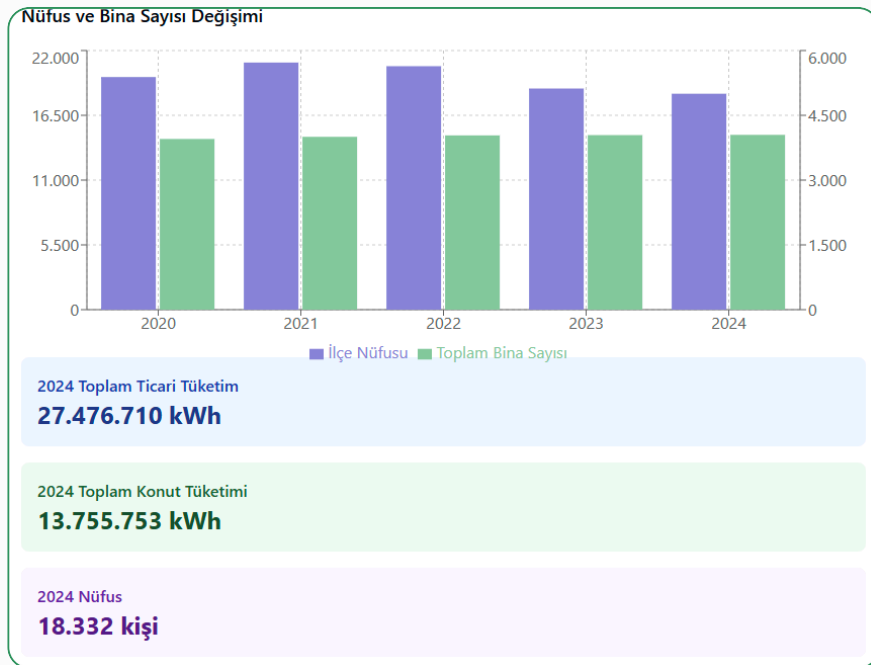 Nüfus ve Bina Sayısı Değişimi
22.000 6.000
16.500 4.500
11.000 3.000
5.500 1.500
0 0
2020 2021 2022 2023 2024
İlçe Nüfusu Toplam Bina Sayısı
2024 Toplam Ticari Tüketim
27.476.710 kWh
2024 Toplam Konut Tüketimi
13.755.753 kWh
2024 Nüfus
18.332 kişi